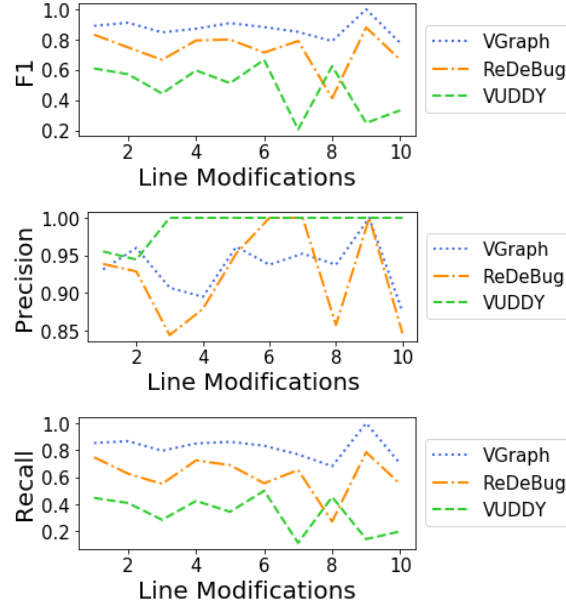 F1
1.0
0.8
0.6
0.4
0.2
2 4 6 8 10
Line Modifications
VGraph
ReDeBug
VUDDY
Precision
1.00
0.95
0.90
0.85
2 4 6 8 10
Line Modifications
VGraph
ReDeBug
VUDDY
Recall
1.0
0.8
0.6
0.4
0.2
2 4 6 8 10
Line Modifications
VGraph
ReDeBug
VUDDY